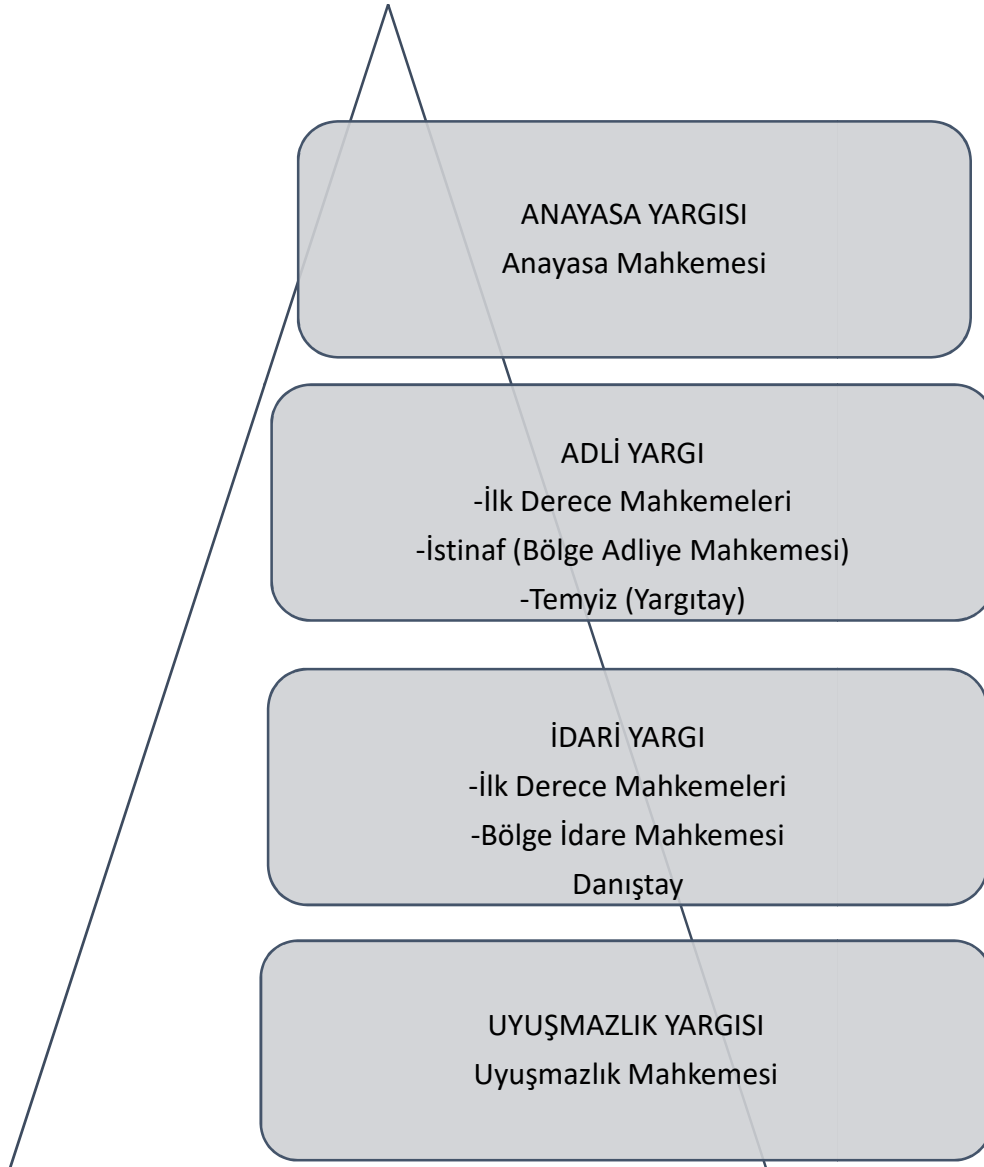 ANAYASA YARGISI
Anayasa Mahkemesi
ADLİ YARGI
-İlk Derece Mahkemeleri
-İstinaf (Bölge Adliye Mahkemesi)
-Temyiz (Yargıtay)
İDARİ YARGI
-İlk Derece Mahkemeleri
-Bölge İdare Mahkemesi
Danıştay
UYUŞMAZLIK YARGISI
Uyuşmazlık Mahkemesi